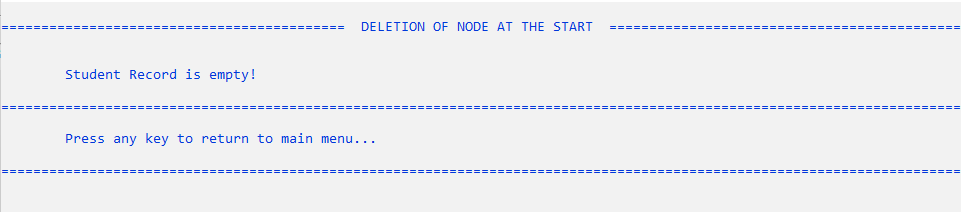 =========================================== DELETION OF NODE AT THE START ============================================
Student Record is empty!
========================================================================================================================
Press any key to return to main menu...
========================================================================================================================